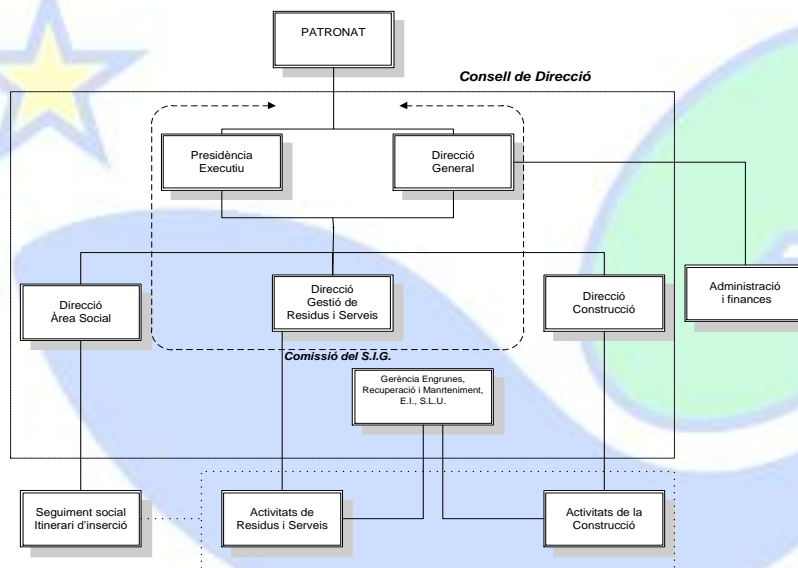 PATRONAT
Consell de Direcció
Presidència
Executiu
Direcció
General
Direcció
Àrea Social
Direcció
Gestió de
Residus i Serveis
Direcció
Construcció
Administració
i finances
Comissió del S.I.G.
Gerència Engrunes,
Recuperació i Manrteniment,
E.I., S.L.U.
Seguiment social
Itinerari d'inserció
Activitats de
Residus i Serveis
Activitats de la
Construcció